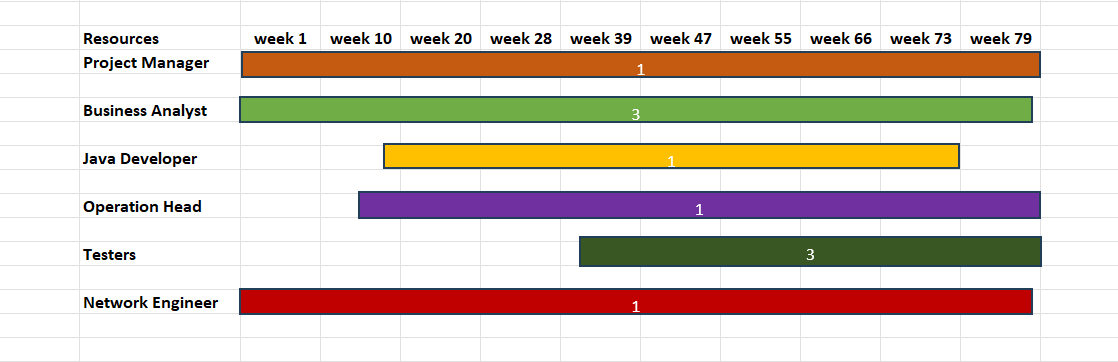 Resources week 1 week 10 week 20 week 28 week 39 week 47 week 55 week 66 week 73 week 79
Project Manager 1
Business Analyst 3
Java Developer 1
Operation Head 1
Testers 3
Network Engineer 1